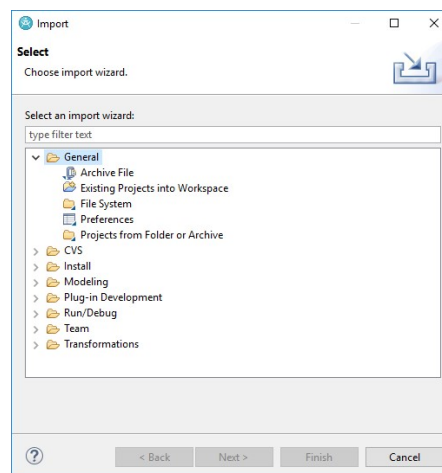 Import
Select
Choose import wizard.
Select an import wizard:
type filter text
General
Archive File
Existing Projects into Workspace
File System
Preferences
Projects from Folder or Archive
CVS
Install
Modeling
Plug-in Development
Run/Debug
Team
Transformations
?
< Back
Next >
Finish
Cancel